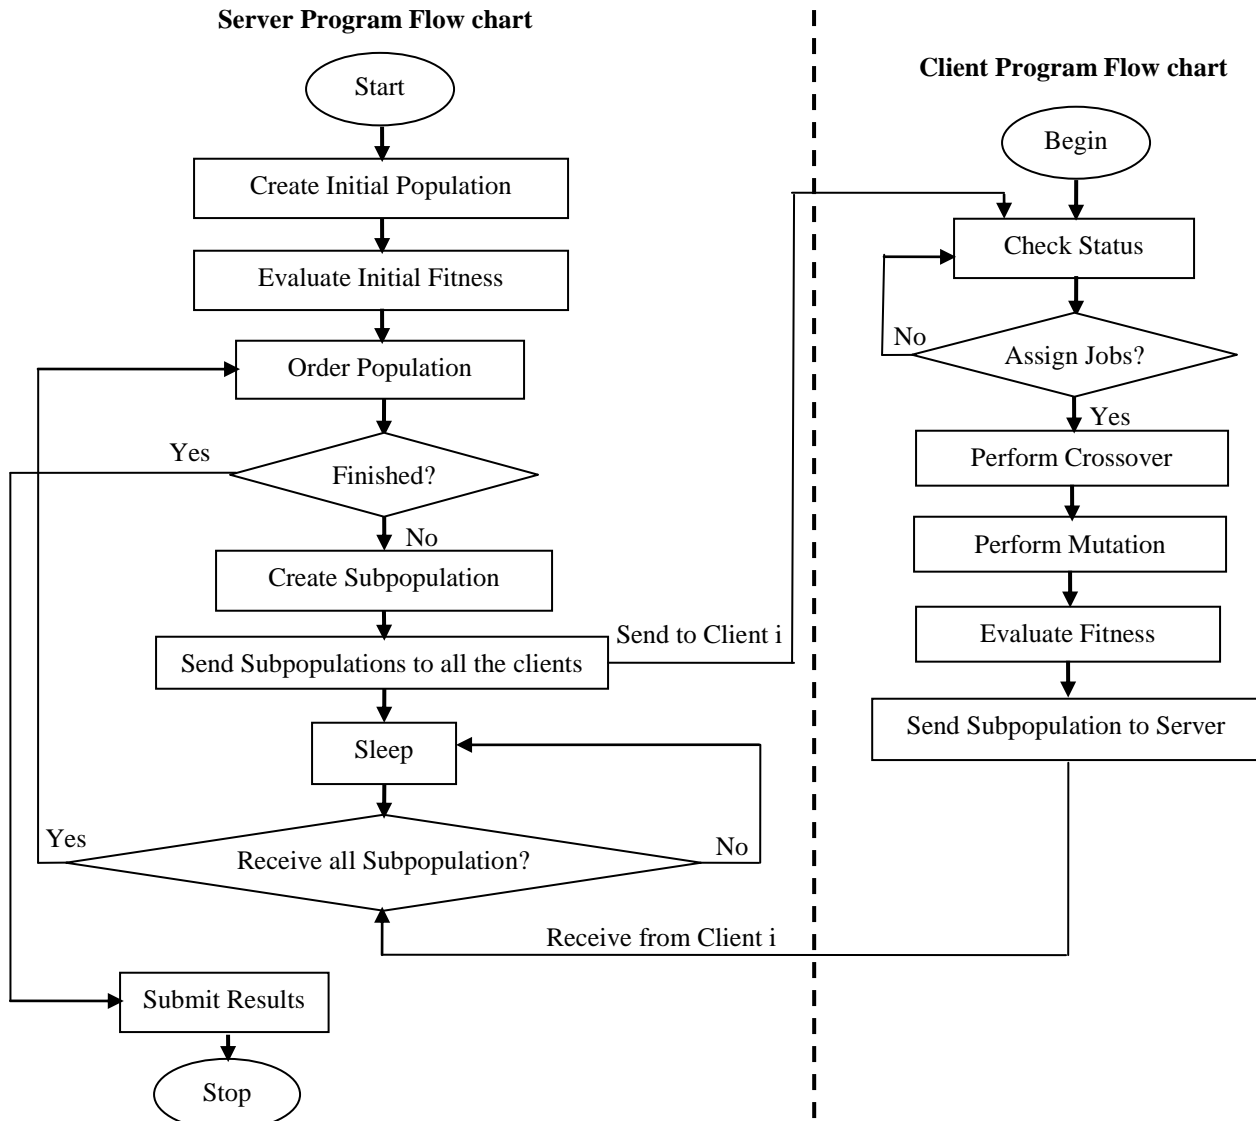 Server Program Flow chart
Start
Create Initial Population
Evaluate Initial Fitness
Order Population
Yes
Finished?
No
Create Subpopulation
Send Subpopulations to all the clients
Send to Client i
Sleep
Yes
Receive all Subpopulation?
No
Receive from Client i
Submit Results
Stop
Client Program Flow chart
Begin
Check Status
No
Assign Jobs?
Yes
Perform Crossover
Perform Mutation
Evaluate Fitness
Send Subpopulation to Server